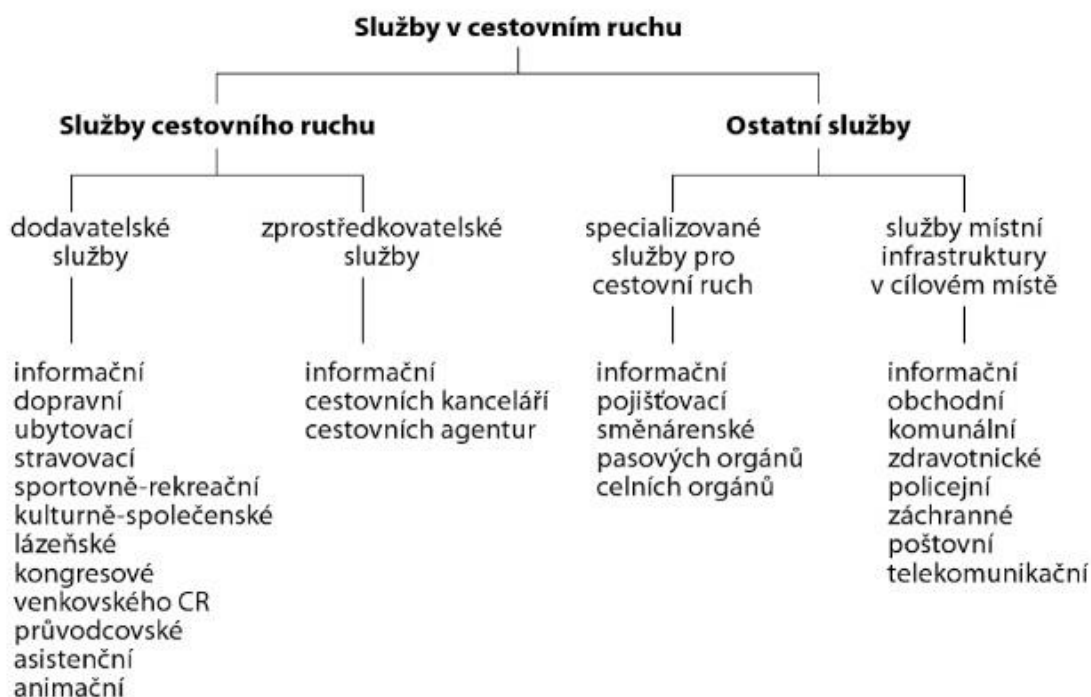 Služby v cestovním ruchu
Služby cestovního ruchu
Ostatní služby
dodavatelské
služby
zprostředkovatelské
služby
specializované
služby pro
cestovní ruch
služby místní
infrastruktury
v cílovém místě
informační
dopravní
ubytovací
stravovací
sportovně-rekreační
kulturně-společenské
lázeňské
kongresové
venkovského CR
průvodcovské
asistenční
animační
informační
cestovních kanceláří
cestovních agentur
informační
pojišťovací
směnárenské
pasových orgánů
celních orgánů
informační
obchodní
komunální
zdravotnické
policejní
záchranné
poštovní
telekomunikační